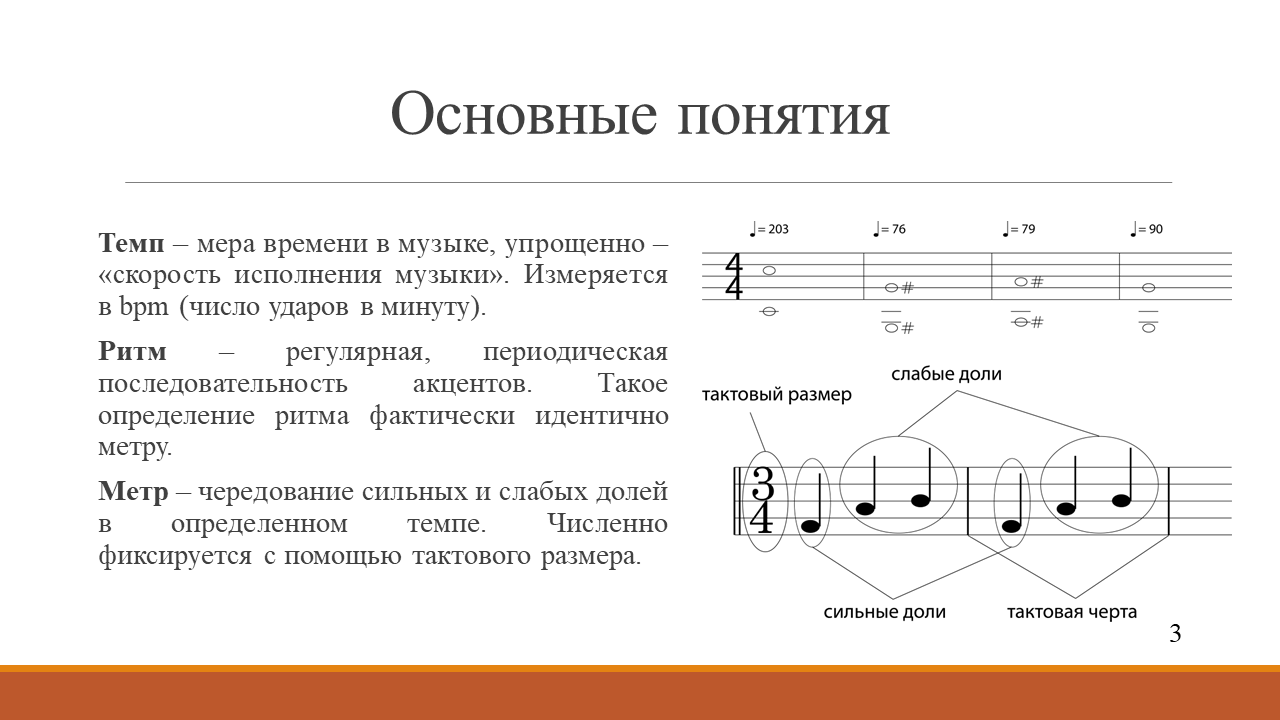 Основные понятия
Темп – мера времени в музыке, упрощенно –
«скорость исполнения музыки». Измеряется
в bpm (число ударов в минуту).
Ритм – регулярная, периодическая
последовательность акцентов. Такое
определение ритма фактически идентично
метру.
Метр – чередование сильных и слабых долей
в определенном темпе. Численно
фиксируется с помощью тактового размера.
♩= 203 ♩= 76 ♩= 79 ♩= 90
4
4
# #
# #
слабые доли
тактовый размер
3
4
сильные доли тактовая черта
3